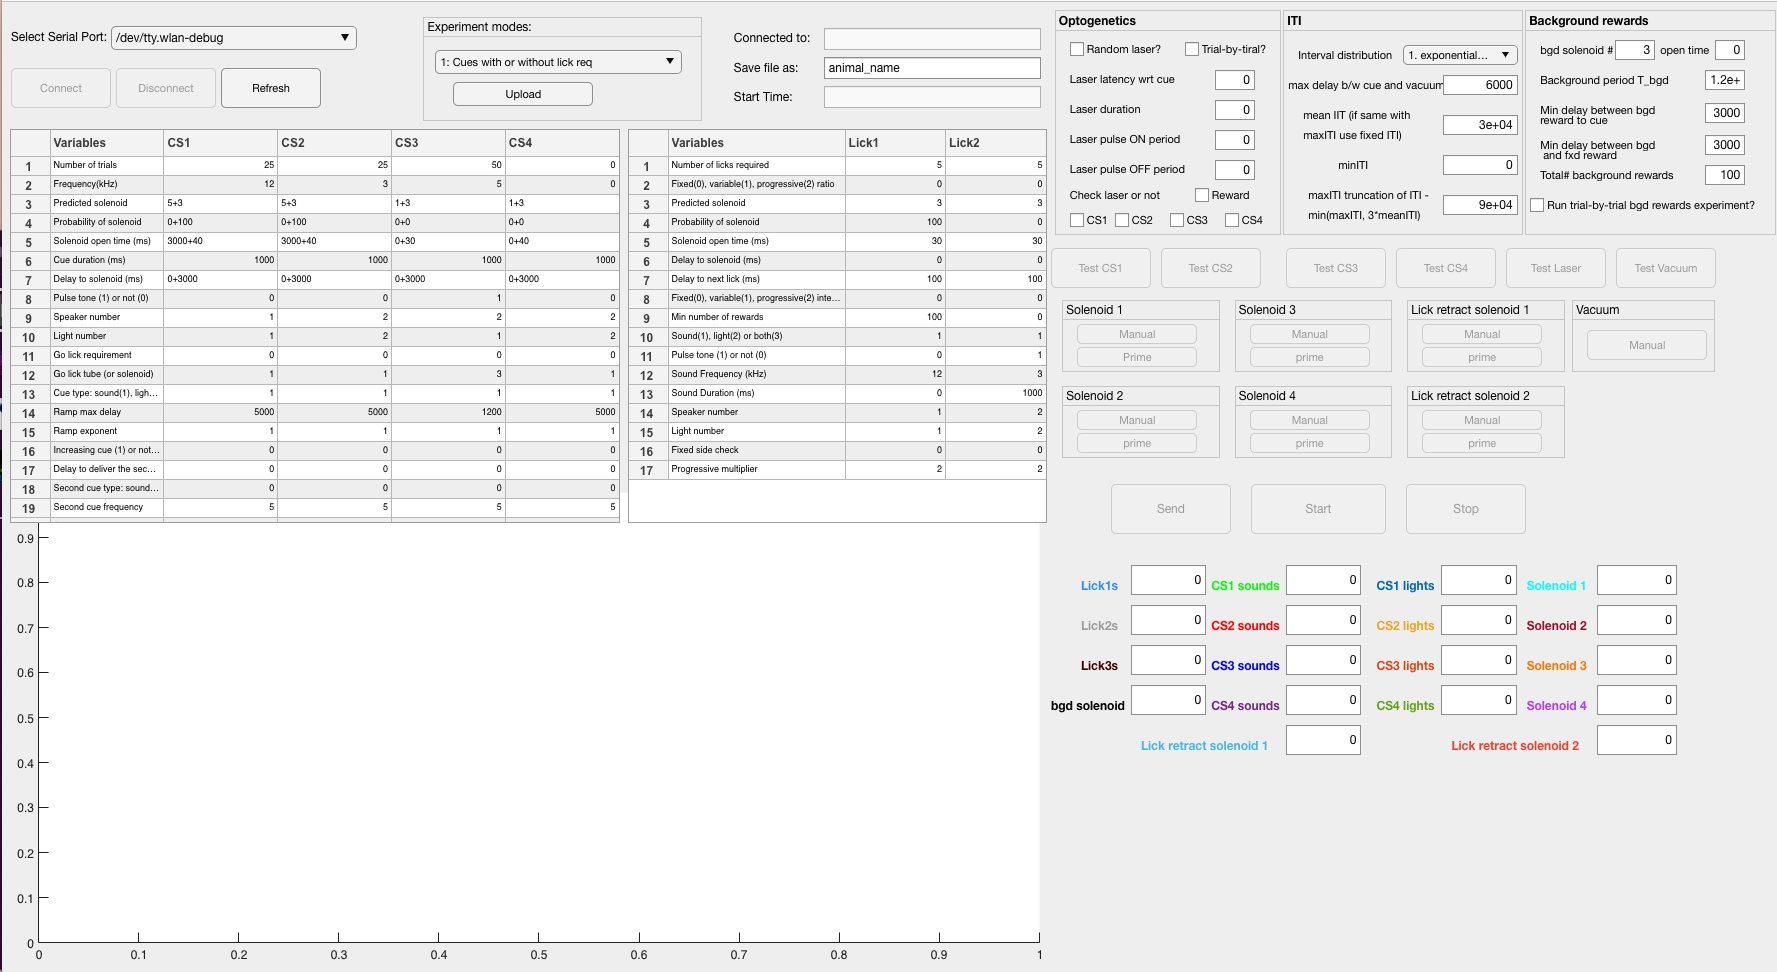 Select Serial Port: /dev/tty.wlan-debug
Connect Disconnect Refresh
Experiment modes:
1: Cues with or without lick req
Upload
Connected to:
Save file as: animal_name
Start Time:
Variables CS1 CS2 CS3 CS4
1 Number of trials 25 25 50 0
2 Frequency(kHz) 12 3 5 0
3 Predicted solenoid 5+3 5+3 1+3 1+3
4 Probability of solenoid 0+100 0+100 0+0 0+0
5 Solenoid open time (ms) 3000+40 3000+40 0+30 0+40
6 Cue duration (ms) 1000 1000 1000 1000
7 Delay to solenoid (ms) 0+3000 0+3000 0+3000 0+3000
8 Pulse tone (1) or not (0) 0 0 1 0
9 Speaker number 1 2 2 2
10 Light number 1 2 1 2
11 Go lick requirement 0 0 0 0
12 Go lick tube (or solenoid) 1 1 3 1
13 Cue type: sound(1), ligh... 1 1 1 1
14 Ramp max delay 5000 5000 1200 5000
15 Ramp exponent 1 1 1 1
16 Increasing cue (1) or not... 0 0 0 0
17 Delay to deliver the sec... 0 0 0 0
18 Second cue type: sound... 0 0 0 0
19 Second cue frequency 5 5 5 5
Variables Lick1 Lick2
1 Number of licks required 5 5
2 Fixed(0), variable(1), progressive(2) ratio 0 0
3 Predicted solenoid 3 3
4 Probability of solenoid 100 0
5 Solenoid open time (ms) 30 30
6 Delay to solenoid (ms) 0 0
7 Delay to next lick (ms) 100 100
8 Fixed(0), variable(1), progressive(2) inte... 0 0
9 Min number of rewards 100 0
10 Sound(1), light(2) or both(3) 1 1
11 Pulse tone (1) or not (0) 0 1
12 Sound Frequency (kHz) 12 3
13 Sound Duration (ms) 0 1000
14 Speaker number 1 2
15 Light number 1 2
16 Fixed side check 0 0
17 Progressive multiplier 2 2
Optogenetics
Random laser? Trial-by-tiral?
Laser latency wrt cue 0
Laser duration 0
Laser pulse ON period 0
Laser pulse OFF period 0
Check laser or not Reward
CS1 CS2 CS3 CS4
ITI
Interval distribution 1. exponential...
max delay b/w cue and vacuum 6000
mean IIT (if same with
maxITI use fixed ITI) 3e+04
minITI 0
maxITI truncation of ITI -
min(maxITI, 3*meanITI) 9e+04
Background rewards
bgd solenoid # 3 open time 0
Background period T_bgd 1.2e+
Min delay between bgd
reward to cue 3000
Min delay between bgd
and fxd reward 3000
Total# background rewards 100
Run trial-by-trial bgd rewards experiment?
Test CS1 Test CS2 Test CS3 Test CS4 Test Laser Test Vacuum
Solenoid 1 Solenoid 3 Lick retract solenoid 1 Vacuum
Manual Manual Manual Manual
Prime prime prime
Solenoid 2 Solenoid 4 Lick retract solenoid 2
Manual Manual Manual
prime prime prime
Send Start Stop
Lick1s 0 CS1 sounds 0 CS1 lights 0 Solenoid 1 0
Lick2s 0 CS2 sounds 0 CS2 lights 0 Solenoid 2 0
Lick3s 0 CS3 sounds 0 CS3 lights 0 Solenoid 3 0
bgd solenoid 0 CS4 sounds 0 CS4 lights 0 Solenoid 4 0
Lick retract solenoid 1 0 Lick retract solenoid 2 0
0.9
0.8
0.7
0.6
0.5
0.4
0.3
0.2
0.1
0
0 0.1 0.2 0.3 0.4 0.5 0.6 0.7 0.8 0.9 1